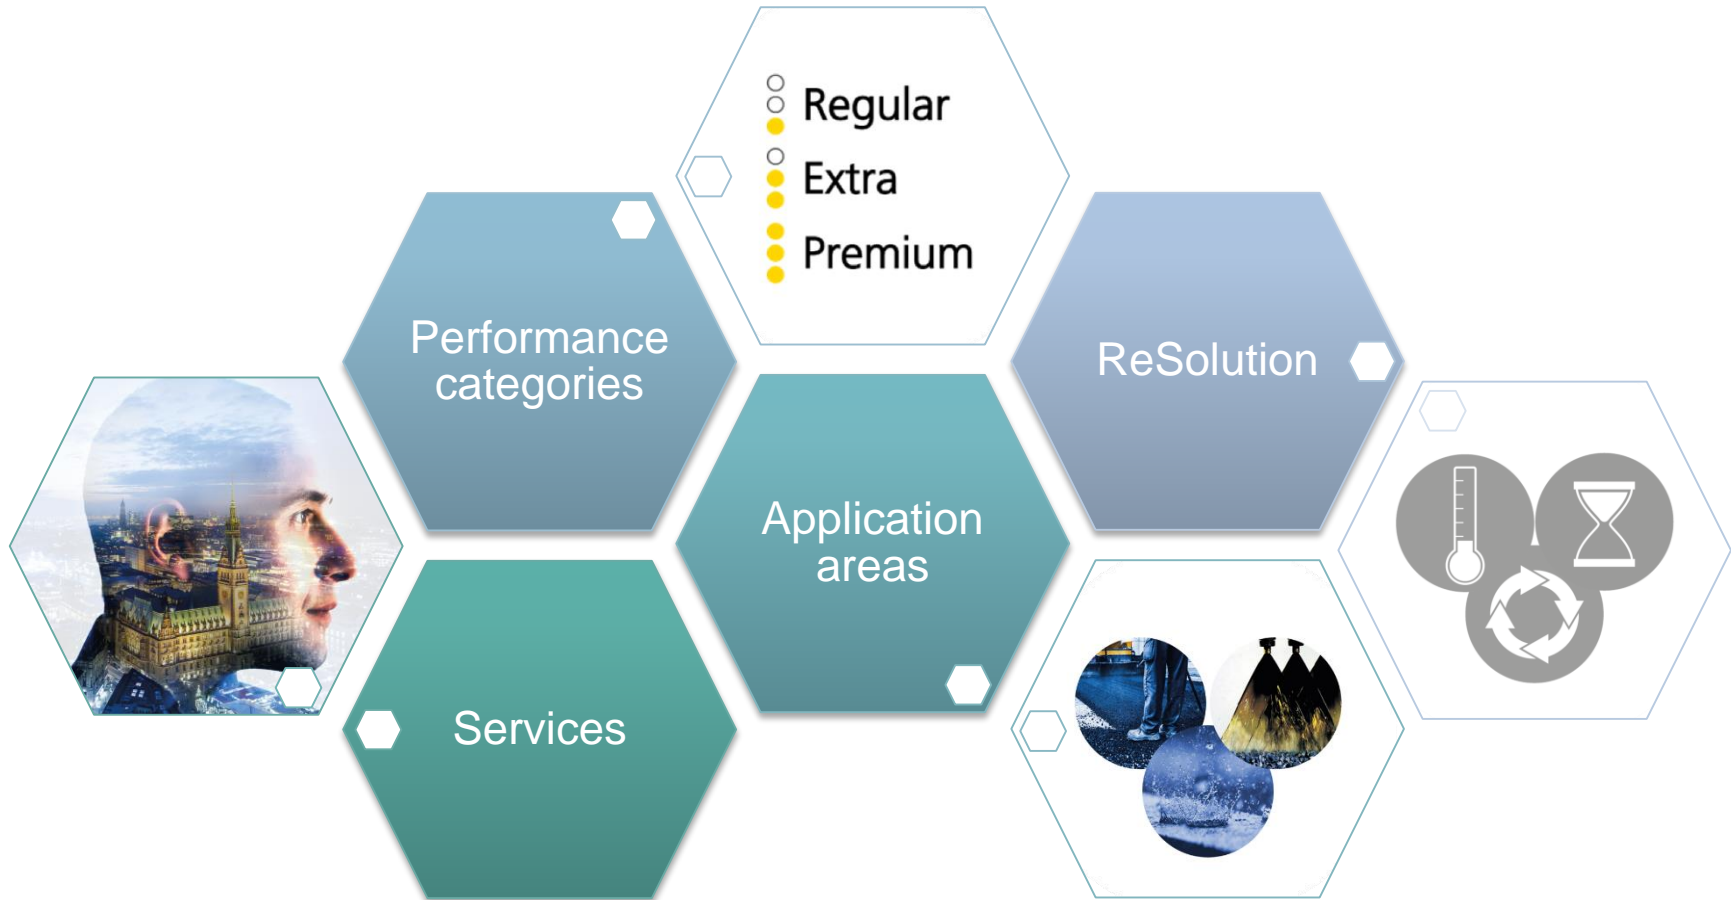 Regular
Extra
Premium
Performance
categories
ReSolution
Application
areas
Services